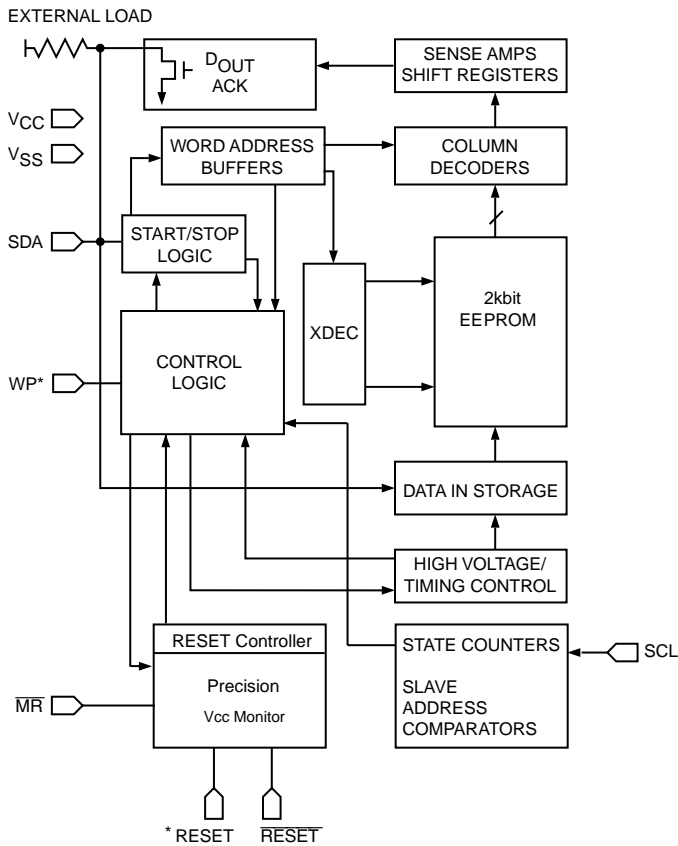 EXTERNAL LOAD
DOUT
ACK
SENSE AMPS
SHIFT REGISTERS
VCC
VSS
WORD ADDRESS
BUFFERS
COLUMN
DECODERS
SDA
START/STOP
LOGIC
XDEC
2kbit
EEPROM
WP*
CONTROL
LOGIC
DATA IN STORAGE
HIGH VOLTAGE/
TIMING CONTROL
RESET Controller
Precision
Vcc Monitor
MR
STATE COUNTERS
SLAVE
ADDRESS
COMPARATORS
SCL
* RESET
RESET